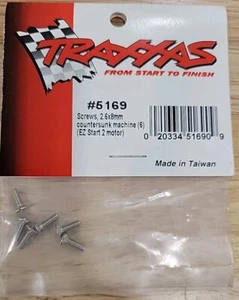 TRAXXAS
FROM START TO FINISH
#5169
Screws, 2.6x8mm
countersunk machine (6)
(EZ Start 2 motor)
0 20334 51690 9
Made in Taiwan